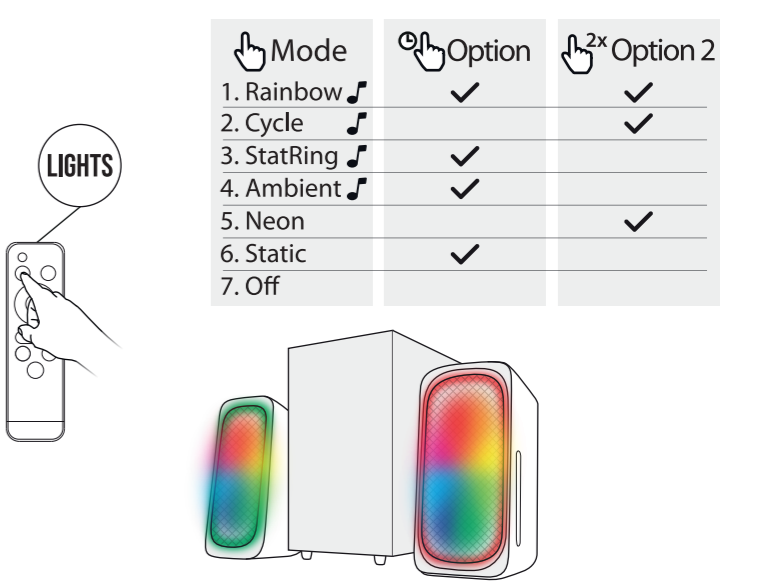 Mode Option 2x Option 2
1. Rainbow ✓ ✓
2. Cycle ✓
3. StatRing ✓
4. Ambient ✓
5. Neon ✓
6. Static ✓
7. Off
LIGHTS